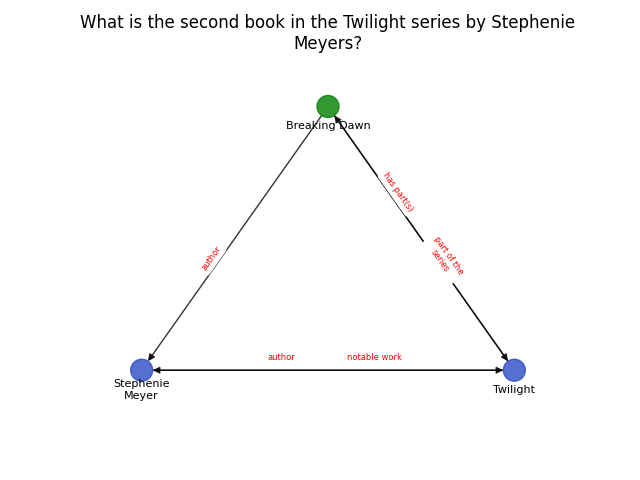 What is the second book in the Twilight series by Stephenie
Meyers?
Breaking Dawn
has part(s)
part of the
series
author
author
notable work
Stephenie
Meyer
Twilight